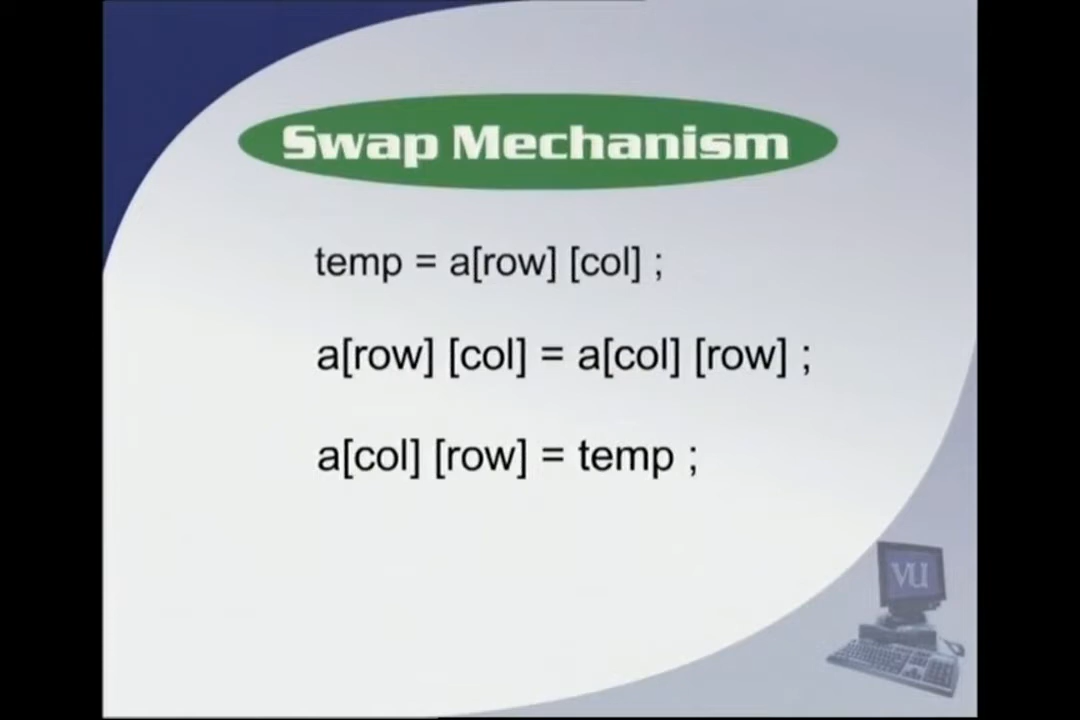 Swap Mechanism
temp = a[row] [col] ;
a[row] [col] = a[col] [row] ;
a[col] [row] = temp ;
VU